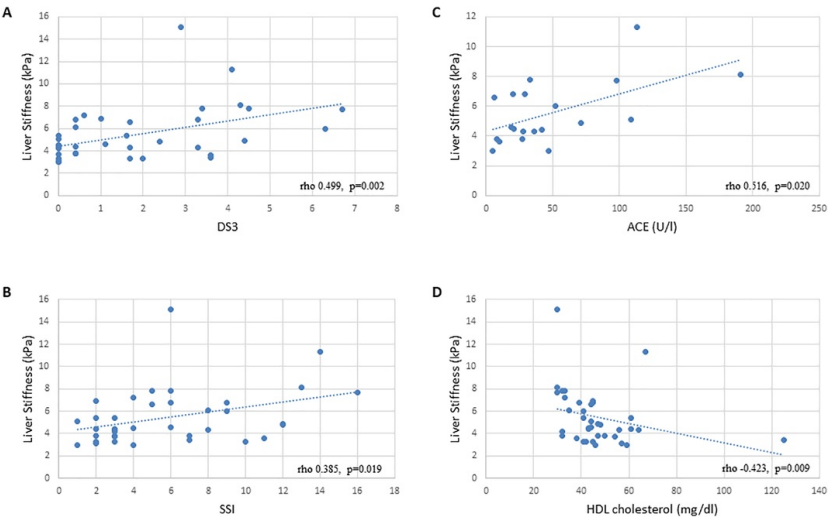 A
Liver Stiffness (kPa)
16
14
12
10
8
6
4
2
0
0 1 2 3 4 5 6 7 8
rho 0.499, p=0.002
DS3
C
Liver Stiffness (kPa)
12
10
8
6
4
2
0
0 50 100 150 200 250
rho 0.516, p=0.020
ACE (U/l)
B
Liver Stiffness (kPa)
16
14
12
10
8
6
4
2
0
0 2 4 6 8 10 12 14 16 18
rho 0.385, p=0.019
SSI
D
Liver Stiffness (kPa)
16
14
12
10
8
6
4
2
0
0 20 40 60 80 100 120 140
rho -0.423, p=0.009
HDL cholesterol (mg/dl)